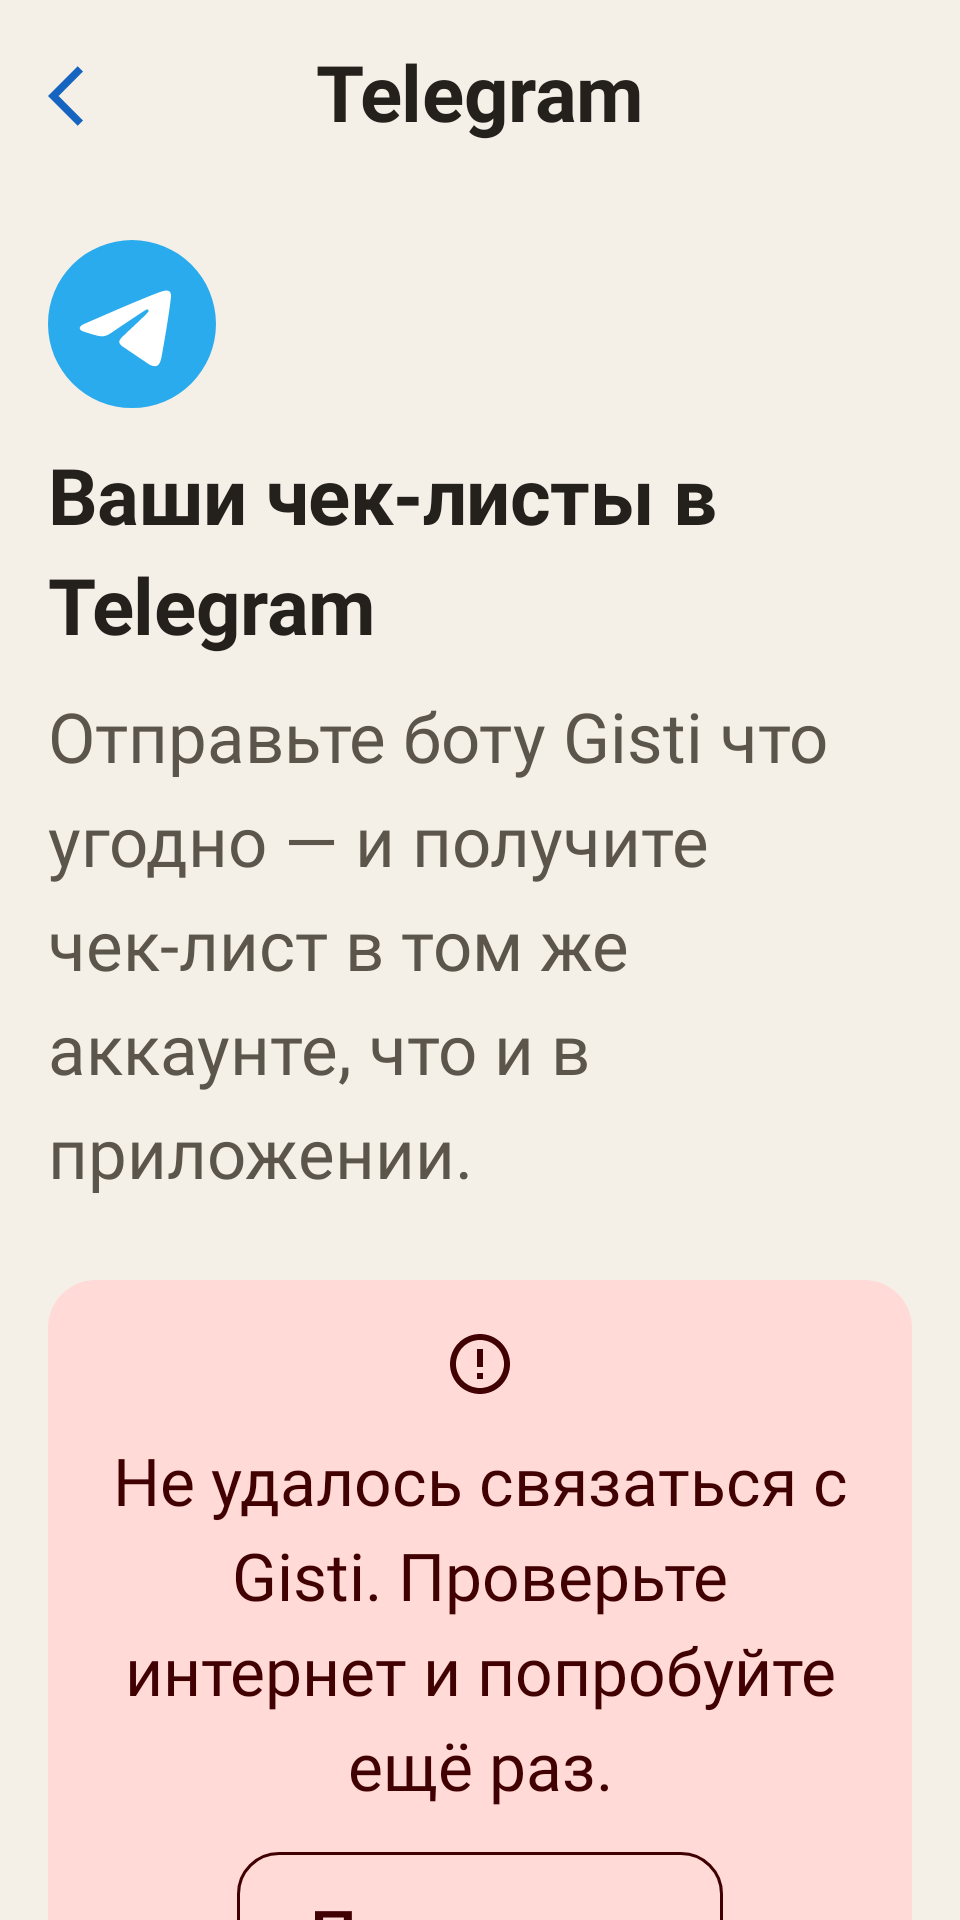 Telegram
Ваши чек-листы в
Telegram
Отправьте боту Gisti что
угодно — и получите
чек-лист в том же
аккаунте, что и в
приложении.
Не удалось связаться с
Gisti. Проверьте
интернет и попробуйте
ещё раз.